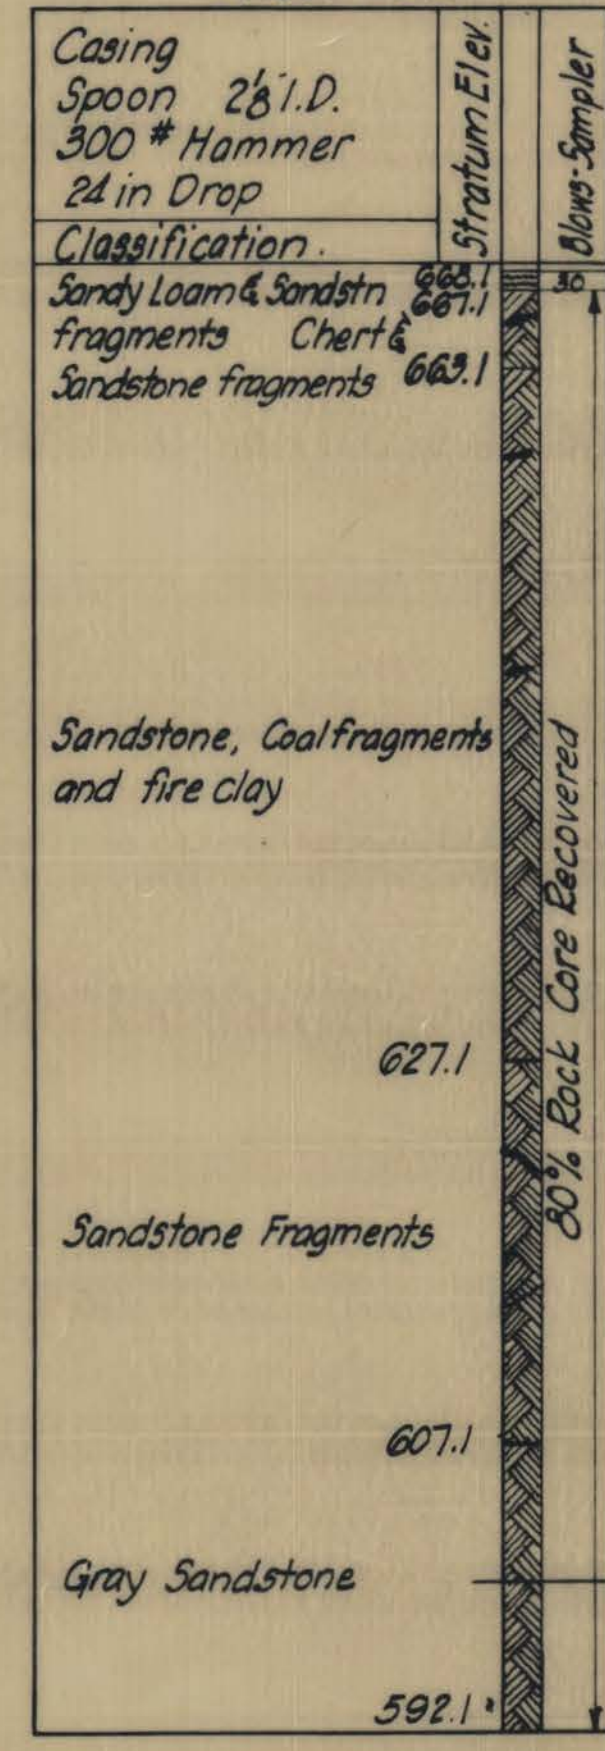 Casing
Spoon 2⅛" I.D.
300 # Hammer
24 in Drop
Classification.
Stratum Elev.
Blows-Sampler
Sandy Loam & Sandstn 668.1
667.1
30
fragments Chert &
Sandstone fragments 663.1
Sandstone, Coal fragments
and fire clay
80% Rock Core Recovered
627.1
Sandstone Fragments
607.1
Gray Sandstone
592.1